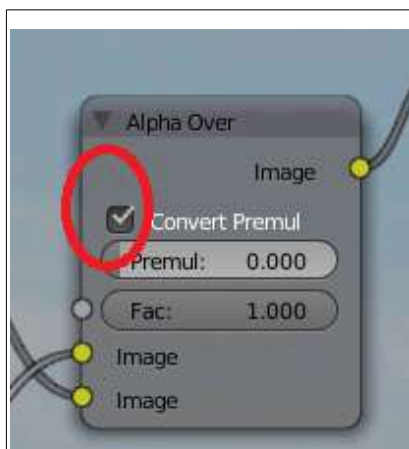 Alpha Over
Image
Convert Premul
Premul: 0.000
Fac: 1.000
Image
Image